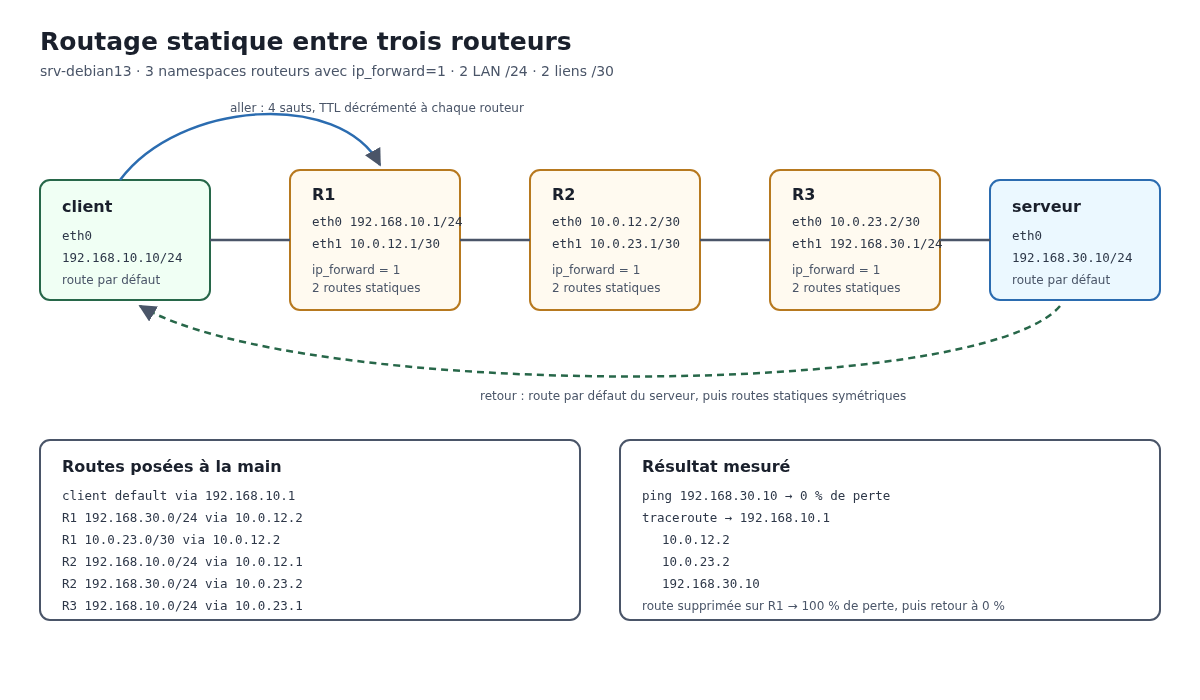 Routage statique entre trois routeurs
srv-debian13 · 3 namespaces routeurs avec ip_forward=1 · 2 LAN /24 · 2 liens /30
aller : 4 sauts, TTL décrémenté à chaque routeur
client
eth0
192.168.10.10/24
route par défaut
R1
eth0 192.168.10.1/24
eth1 10.0.12.1/30
ip_forward = 1
2 routes statiques
R2
eth0 10.0.12.2/30
eth1 10.0.23.1/30
ip_forward = 1
2 routes statiques
R3
eth0 10.0.23.2/30
eth1 192.168.30.1/24
ip_forward = 1
2 routes statiques
serveur
eth0
192.168.30.10/24
route par défaut
retour : route par défaut du serveur, puis routes statiques symétriques
Routes posées à la main
client default via 192.168.10.1
R1 192.168.30.0/24 via 10.0.12.2
R1 10.0.23.0/30 via 10.0.12.2
R2 192.168.10.0/24 via 10.0.12.1
R2 192.168.30.0/24 via 10.0.23.2
R3 192.168.10.0/24 via 10.0.23.1
Résultat mesuré
ping 192.168.30.10 → 0 % de perte
traceroute → 192.168.10.1
10.0.12.2
10.0.23.2
192.168.30.10
route supprimée sur R1 → 100 % de perte, puis retour à 0 %